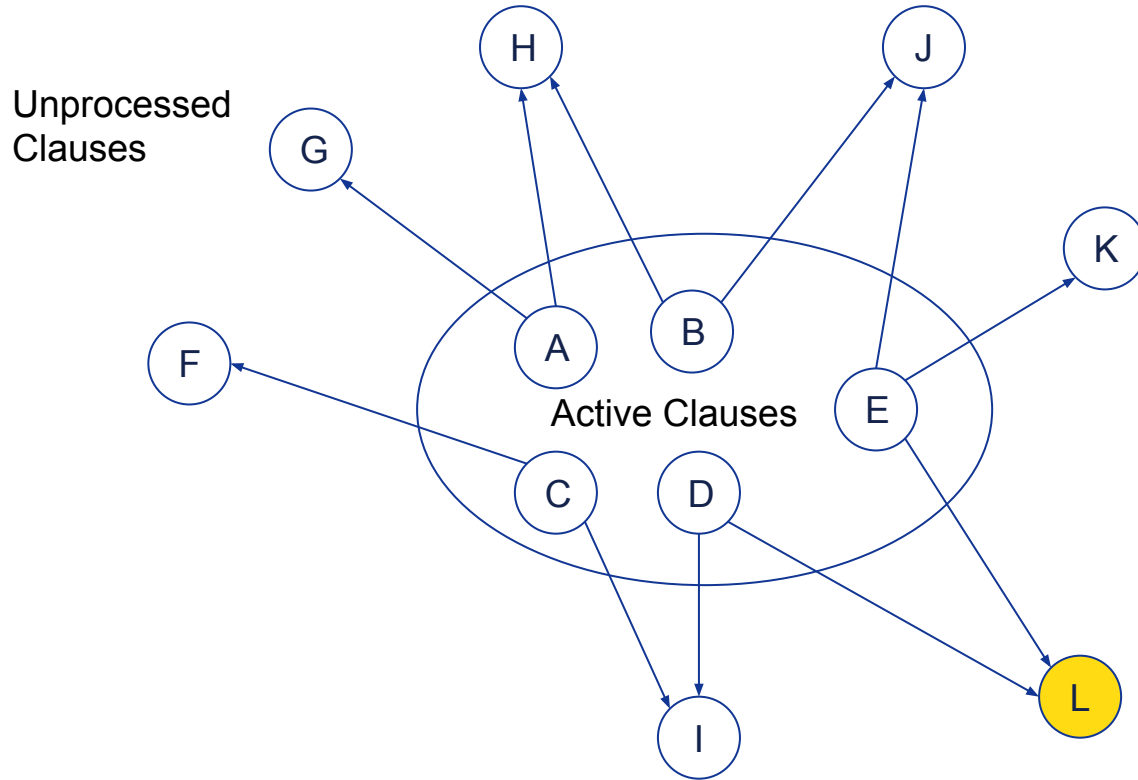 H
J
Unprocessed
Clauses
G
K
B
A
F
Active Clauses
E
C
D
L
I